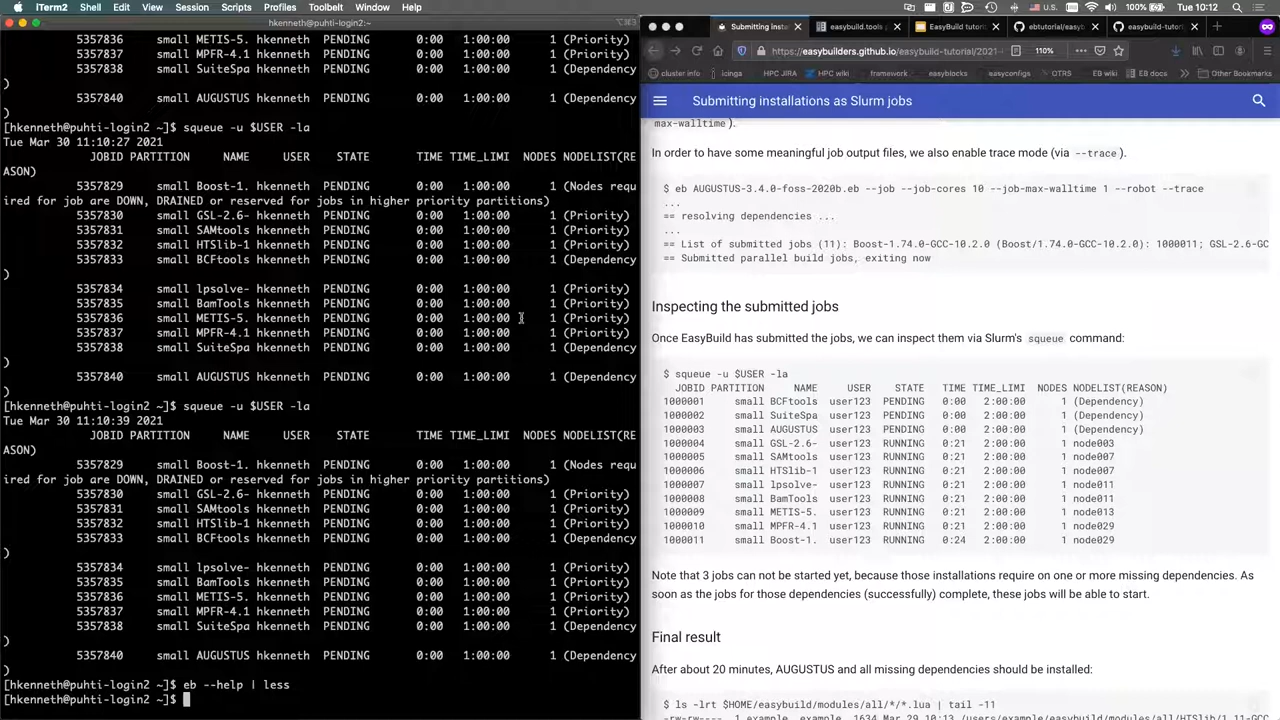 iTerm2 Shell Edit View Session Scripts Profiles Toolbelt Window Help
U.S. 100% Tue 10:12
hkenneth@puhti-login2:~
⌥⌘3
5357836 small METIS-5. hkenneth PENDING 0:00 1:00:00 1 (Priority)
5357837 small MPFR-4.1 hkenneth PENDING 0:00 1:00:00 1 (Priority)
5357838 small SuiteSpa hkenneth PENDING 0:00 1:00:00 1 (Dependency
)
5357840 small AUGUSTUS hkenneth PENDING 0:00 1:00:00 1 (Dependency
)
[hkenneth@puhti-login2 ~]$ squeue -u $USER -la
Tue Mar 30 11:10:27 2021
JOBID PARTITION NAME USER STATE TIME TIME_LIMI NODES NODELIST(RE
ASON)
5357829 small Boost-1. hkenneth PENDING 0:00 1:00:00 1 (Nodes requ
ired for job are DOWN, DRAINED or reserved for jobs in higher priority partitions)
5357830 small GSL-2.6- hkenneth PENDING 0:00 1:00:00 1 (Priority)
5357831 small SAMtools hkenneth PENDING 0:00 1:00:00 1 (Priority)
5357832 small HTSlib-1 hkenneth PENDING 0:00 1:00:00 1 (Priority)
5357833 small BCFtools hkenneth PENDING 0:00 1:00:00 1 (Dependency
)
5357834 small lpsolve- hkenneth PENDING 0:00 1:00:00 1 (Priority)
5357835 small BamTools hkenneth PENDING 0:00 1:00:00 1 (Priority)
5357836 small METIS-5. hkenneth PENDING 0:00 1:00:00 1 (Priority)
5357837 small MPFR-4.1 hkenneth PENDING 0:00 1:00:00 1 (Priority)
5357838 small SuiteSpa hkenneth PENDING 0:00 1:00:00 1 (Dependency
)
5357840 small AUGUSTUS hkenneth PENDING 0:00 1:00:00 1 (Dependency
)
[hkenneth@puhti-login2 ~]$ squeue -u $USER -la
Tue Mar 30 11:10:39 2021
JOBID PARTITION NAME USER STATE TIME TIME_LIMI NODES NODELIST(RE
ASON)
5357829 small Boost-1. hkenneth PENDING 0:00 1:00:00 1 (Nodes requ
ired for job are DOWN, DRAINED or reserved for jobs in higher priority partitions)
5357830 small GSL-2.6- hkenneth PENDING 0:00 1:00:00 1 (Priority)
5357831 small SAMtools hkenneth PENDING 0:00 1:00:00 1 (Priority)
5357832 small HTSlib-1 hkenneth PENDING 0:00 1:00:00 1 (Priority)
5357833 small BCFtools hkenneth PENDING 0:00 1:00:00 1 (Dependency
)
5357834 small lpsolve- hkenneth PENDING 0:00 1:00:00 1 (Priority)
5357835 small BamTools hkenneth PENDING 0:00 1:00:00 1 (Priority)
5357836 small METIS-5. hkenneth PENDING 0:00 1:00:00 1 (Priority)
5357837 small MPFR-4.1 hkenneth PENDING 0:00 1:00:00 1 (Priority)
5357838 small SuiteSpa hkenneth PENDING 0:00 1:00:00 1 (Dependency
)
5357840 small AUGUSTUS hkenneth PENDING 0:00 1:00:00 1 (Dependency
)
[hkenneth@puhti-login2 ~]$ eb --help | less
[hkenneth@puhti-login2 ~]$
Submitting insta easybuild.tools p EasyBuild tutori ebtutorial/easyb easybuild-tutor
https://easybuilders.github.io/easybuild-tutorial/2021- 110%
cluster info icinga HPC JIRA HPC wiki framework easyblocks easyconfigs OTRS EB wiki EB docs Other Bookmarks
Submitting installations as Slurm jobs
max-walltime ).
In order to have some meaningful job output files, we also enable trace mode (via --trace ).
$ eb AUGUSTUS-3.4.0-foss-2020b.eb --job --job-cores 10 --job-max-walltime 1 --robot --trace
...
== resolving dependencies ...
...
== List of submitted jobs (11): Boost-1.74.0-GCC-10.2.0 (Boost/1.74.0-GCC-10.2.0): 1000011; GSL-2.6-GC
== Submitted parallel build jobs, exiting now
Inspecting the submitted jobs
Once EasyBuild has submitted the jobs, we can inspect them via Slurm's squeue command:
$ squeue -u $USER -la
JOBID PARTITION NAME USER STATE TIME TIME_LIMI NODES NODELIST(REASON)
1000001 small BCFtools user123 PENDING 0:00 2:00:00 1 (Dependency)
1000002 small SuiteSpa user123 PENDING 0:00 2:00:00 1 (Dependency)
1000003 small AUGUSTUS user123 PENDING 0:00 2:00:00 1 (Dependency)
1000004 small GSL-2.6- user123 RUNNING 0:21 2:00:00 1 node003
1000005 small SAMtools user123 RUNNING 0:21 2:00:00 1 node007
1000006 small HTSlib-1 user123 RUNNING 0:21 2:00:00 1 node007
1000007 small lpsolve- user123 RUNNING 0:21 2:00:00 1 node011
1000008 small BamTools user123 RUNNING 0:21 2:00:00 1 node011
1000009 small METIS-5. user123 RUNNING 0:21 2:00:00 1 node013
1000010 small MPFR-4.1 user123 RUNNING 0:21 2:00:00 1 node029
1000011 small Boost-1. user123 RUNNING 0:24 2:00:00 1 node029
Note that 3 jobs can not be started yet, because those installations require on one or more missing dependencies. As
soon as the jobs for those dependencies (successfully) complete, these jobs will be able to start.
Final result
After about 20 minutes, AUGUSTUS and all missing dependencies should be installed:
$ ls -lrt $HOME/easybuild/modules/all/*/*.lua | tail -11